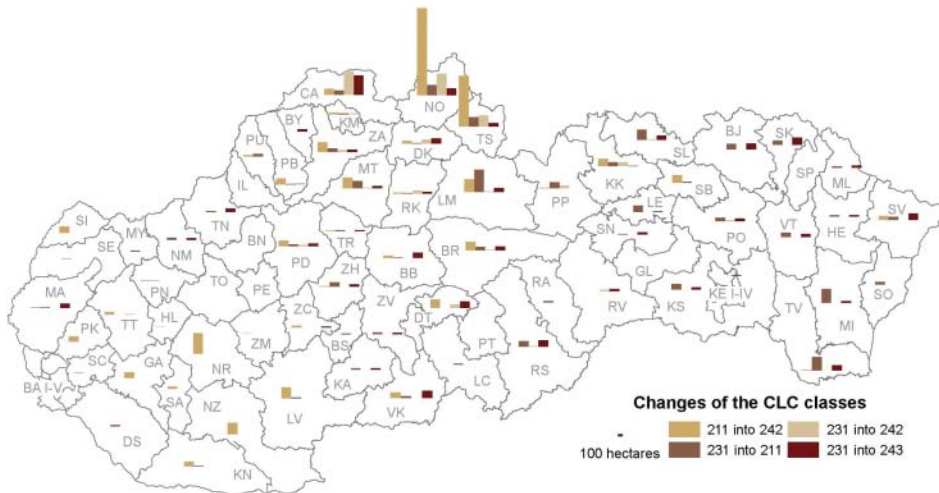 CA
NO
BY
KM
PU
ZA
TS
DK
BJ
SK
PB
MT
SL
IL
KK
SP
ML
RK
LM
PP
SB
SI
TN
LE
SV
MY
BN
SN
PO
VT
HE
SE
NM
PD
TR
BR
BB
ZH
GL
MA
PN
TO
PE
RA
KE I-IV
SO
ZC
ZV
RV
KS
TV
PK
TT
HL
DT
MI
SC
GA
ZM
BS
PT
BA I-V
NR
KA
LC
RS
SA
NZ
LV
VK
DS
KN
Changes of the CLC classes
100 hectares
211 into 242
231 into 242
231 into 211
231 into 243